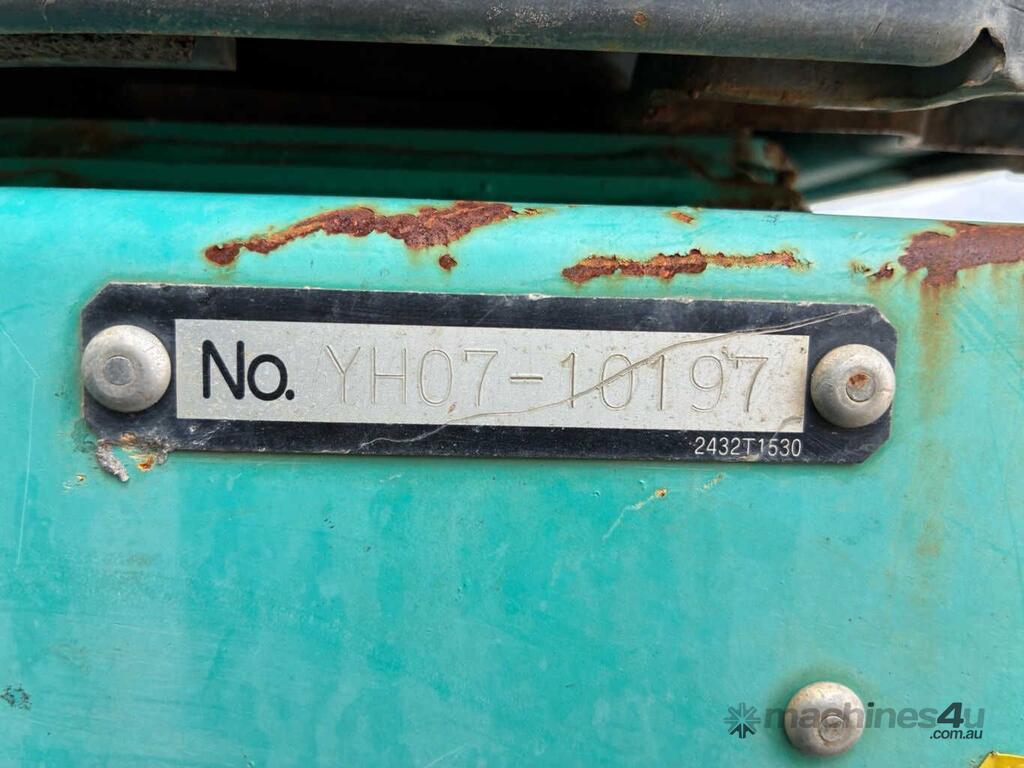 No. YH07-10197
2432T1530
machines4u
.com.au